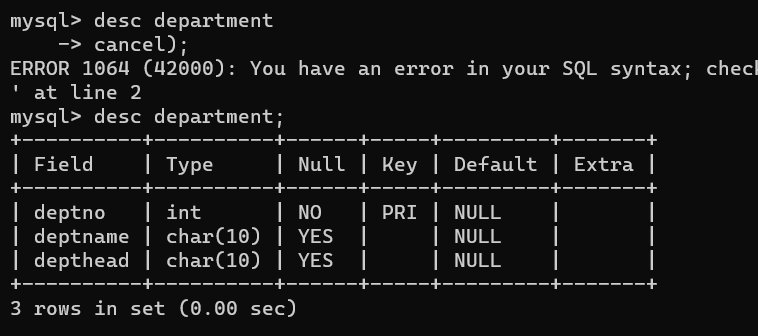 mysql> desc department
    -> cancel);
ERROR 1064 (42000): You have an error in your SQL syntax; check
' at line 2
mysql> desc department;
+----------+----------+------+-----+---------+-------+
| Field    | Type     | Null | Key | Default | Extra |
+----------+----------+------+-----+---------+-------+
| deptno   | int      | NO   | PRI | NULL    |       |
| deptname | char(10) | YES  |     | NULL    |       |
| depthead | char(10) | YES  |     | NULL    |       |
+----------+----------+------+-----+---------+-------+
3 rows in set (0.00 sec)